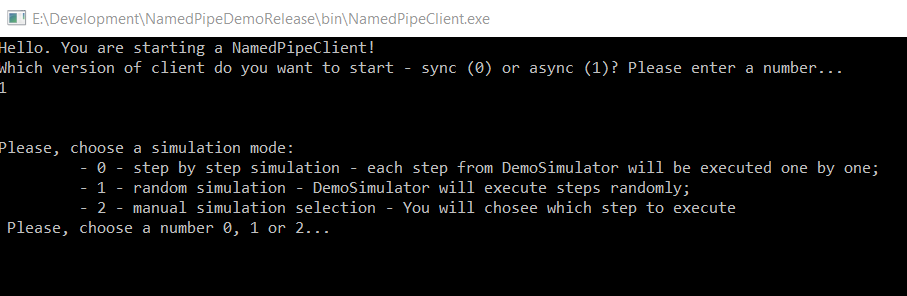 E:\Development\NamedPipeDemoRelease\bin\NamedPipeClient.exe
Hello. You are starting a NamedPipeClient!
Which version of client do you want to start - sync (0) or async (1)? Please enter a number...
1
Please, choose a simulation mode:
- 0 - step by step simulation - each step from DemoSimulator will be executed one by one;
- 1 - random simulation - DemoSimulator will execute steps randomly;
- 2 - manual simulation selection - You will chosee which step to execute
Please, choose a number 0, 1 or 2...